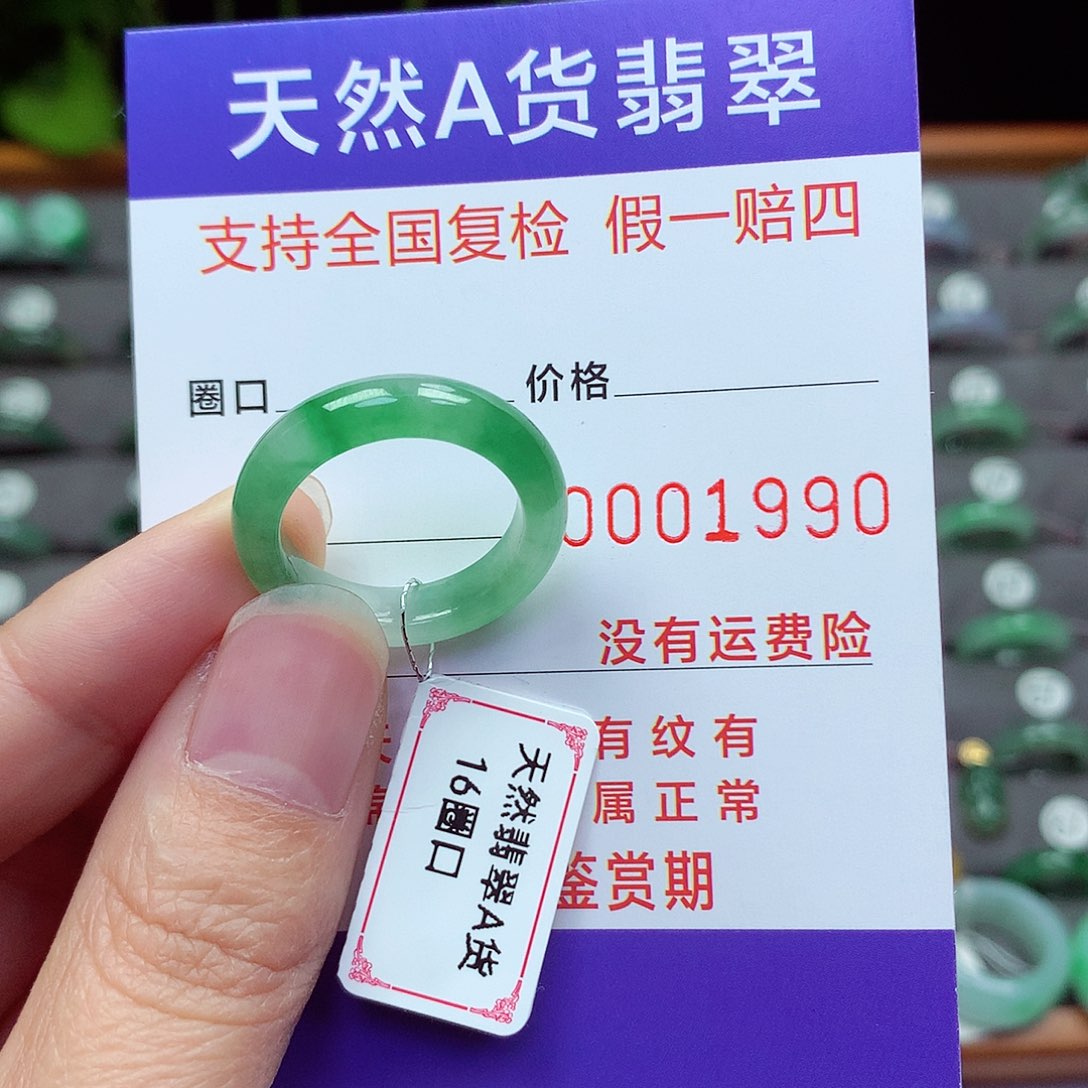 天然A货翡翠
支持全国复检 假一赔四
圈口 价格
0001990
没有运费险
有纹有
属正常
鉴赏期
天然翡翠A货
16圈口